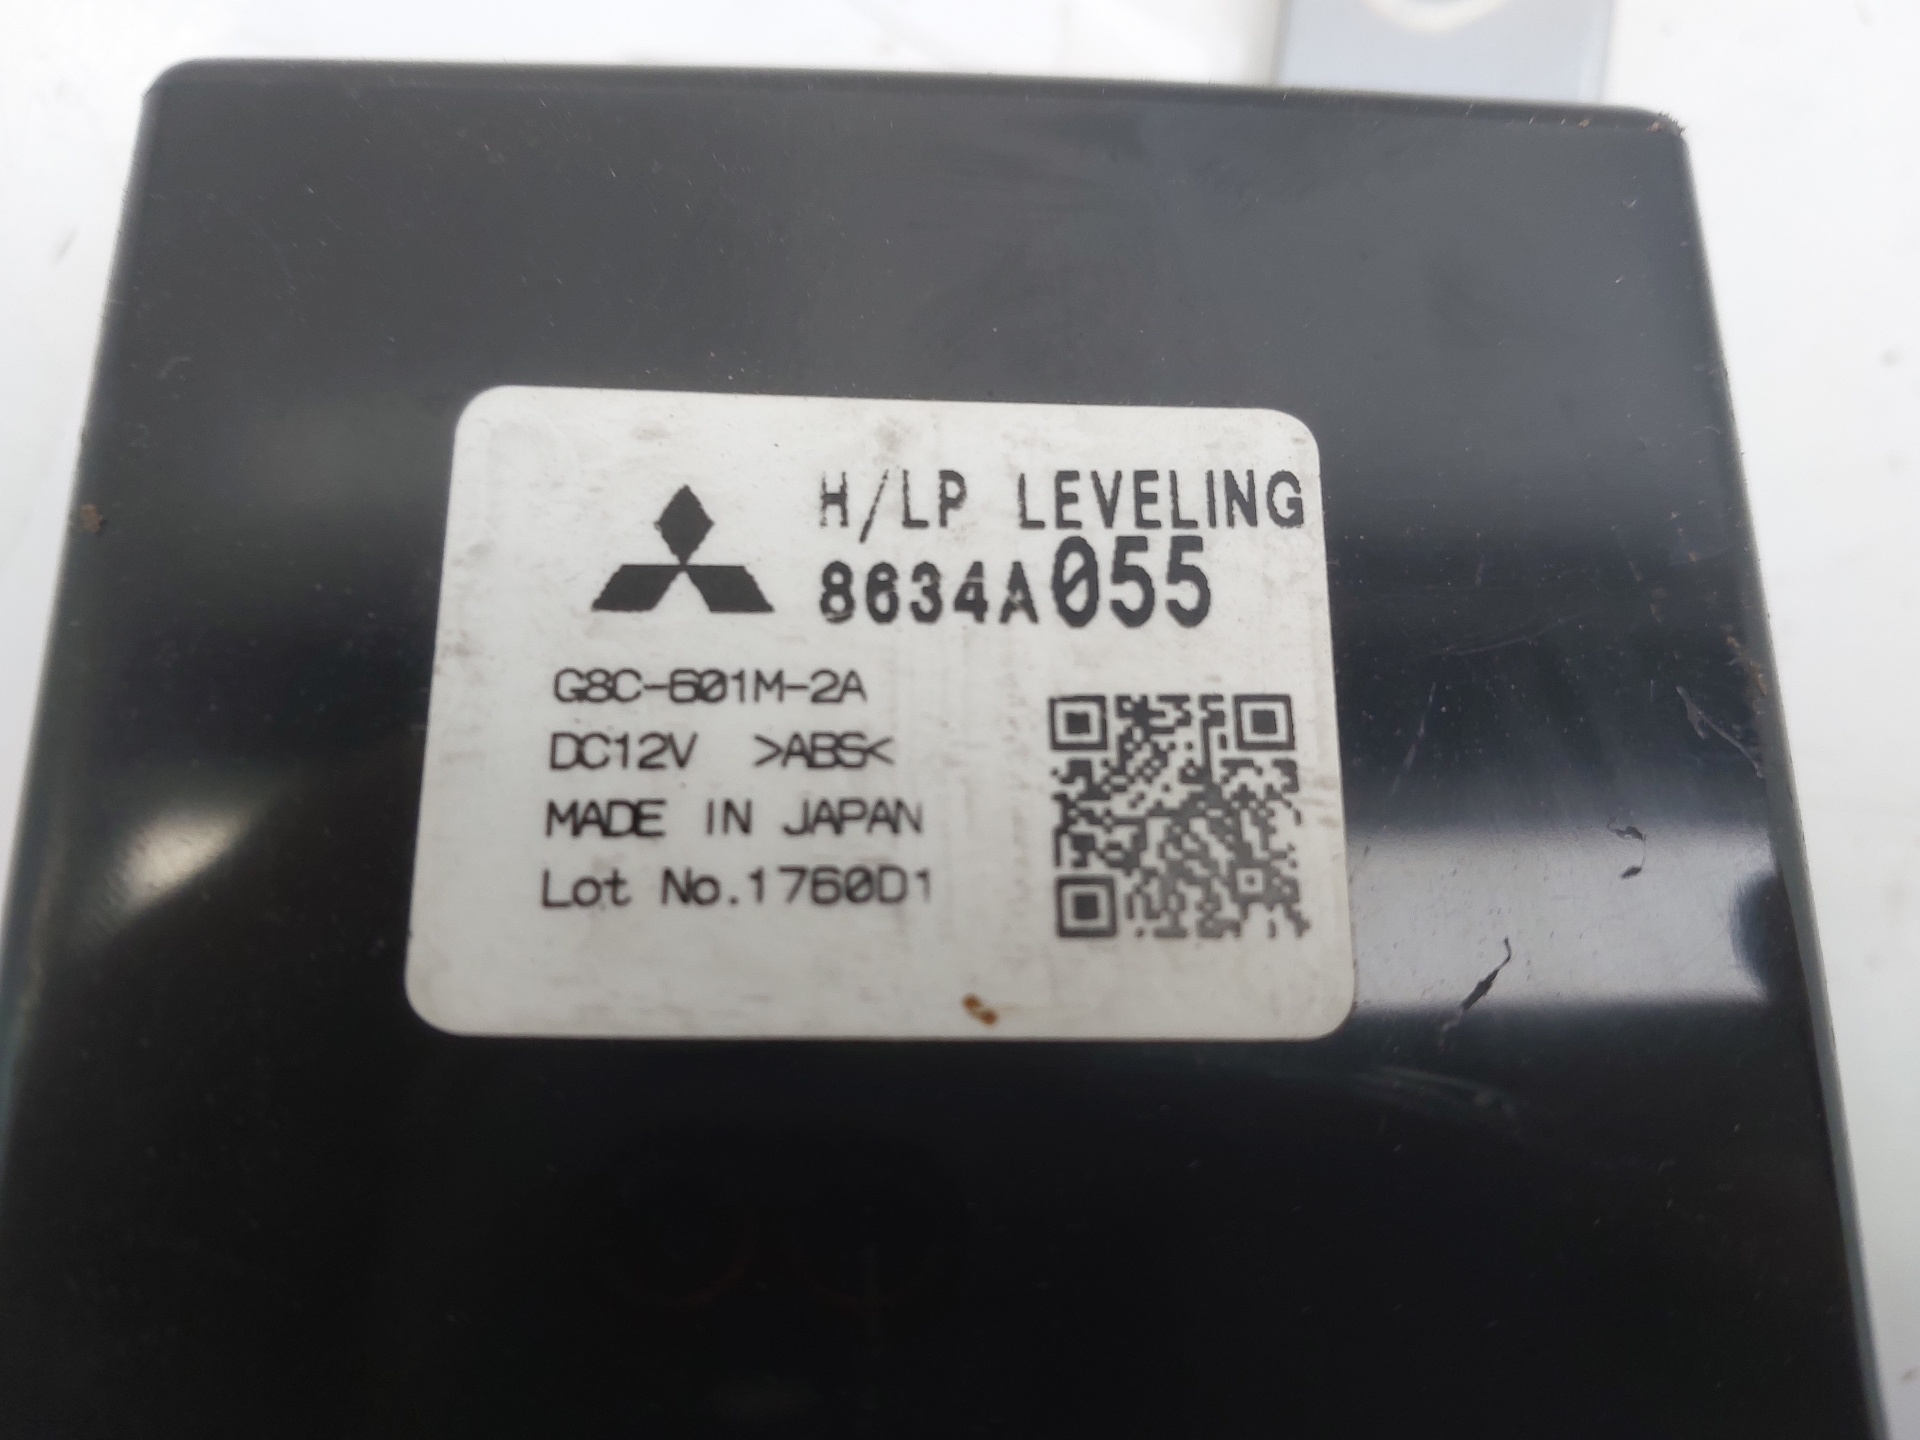 H/LP LEVELING
8634A055
G8C-601M-2A
DC12V >ABS<
MADE IN JAPAN
Lot No.1760D1